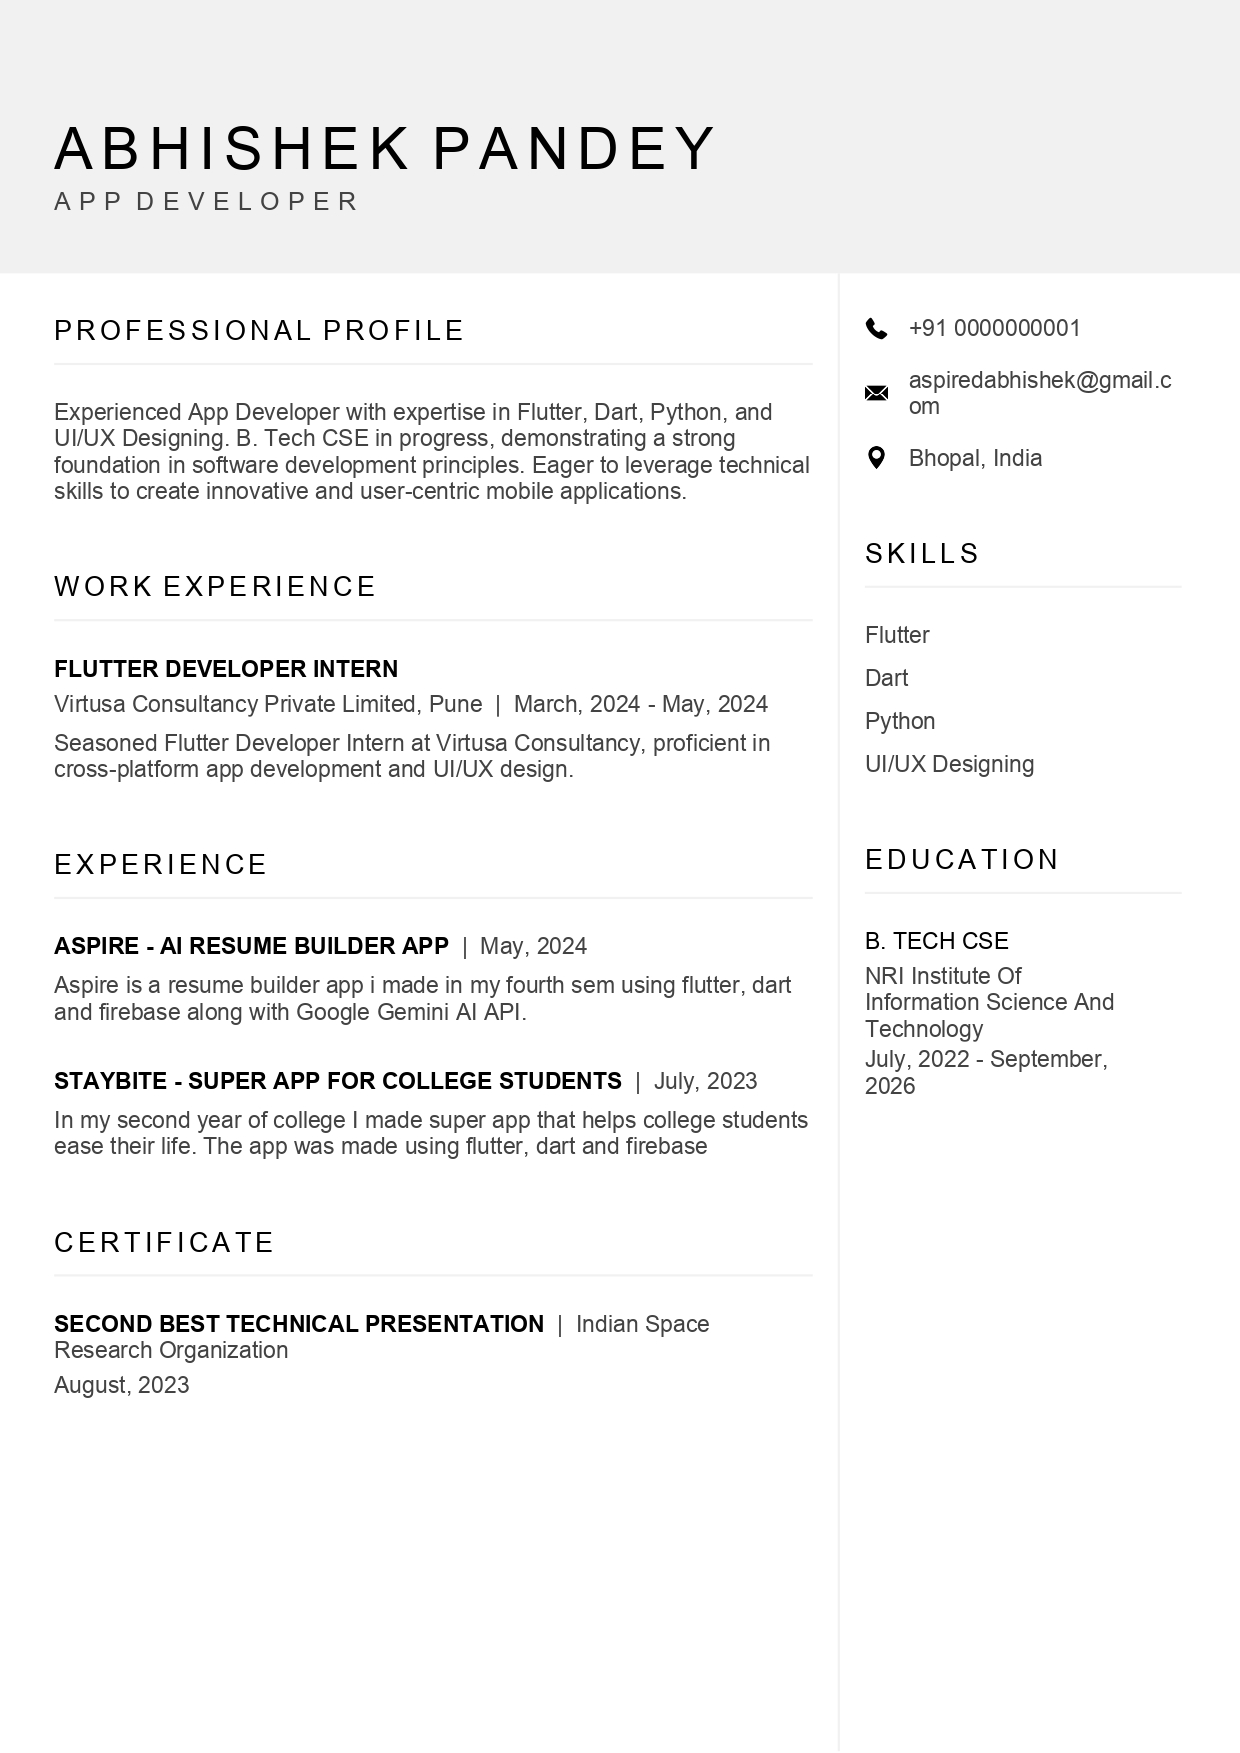 ABHISHEK PANDEY
APP DEVELOPER
PROFESSIONAL PROFILE
Experienced App Developer with expertise in Flutter, Dart, Python, and
UI/UX Designing. B. Tech CSE in progress, demonstrating a strong
foundation in software development principles. Eager to leverage technical
skills to create innovative and user-centric mobile applications.
WORK EXPERIENCE
FLUTTER DEVELOPER INTERN
Virtusa Consultancy Private Limited, Pune | March, 2024 - May, 2024
Seasoned Flutter Developer Intern at Virtusa Consultancy, proficient in
cross-platform app development and UI/UX design.
EXPERIENCE
ASPIRE - AI RESUME BUILDER APP | May, 2024
Aspire is a resume builder app i made in my fourth sem using flutter, dart
and firebase along with Google Gemini AI API.
STAYBITE - SUPER APP FOR COLLEGE STUDENTS | July, 2023
In my second year of college I made super app that helps college students
ease their life. The app was made using flutter, dart and firebase
CERTIFICATE
SECOND BEST TECHNICAL PRESENTATION | Indian Space
Research Organization
August, 2023
+91 0000000001
aspiredabhishek@gmail.c
om
Bhopal, India
SKILLS
Flutter
Dart
Python
UI/UX Designing
EDUCATION
B. TECH CSE
NRI Institute Of
Information Science And
Technology
July, 2022 - September,
2026